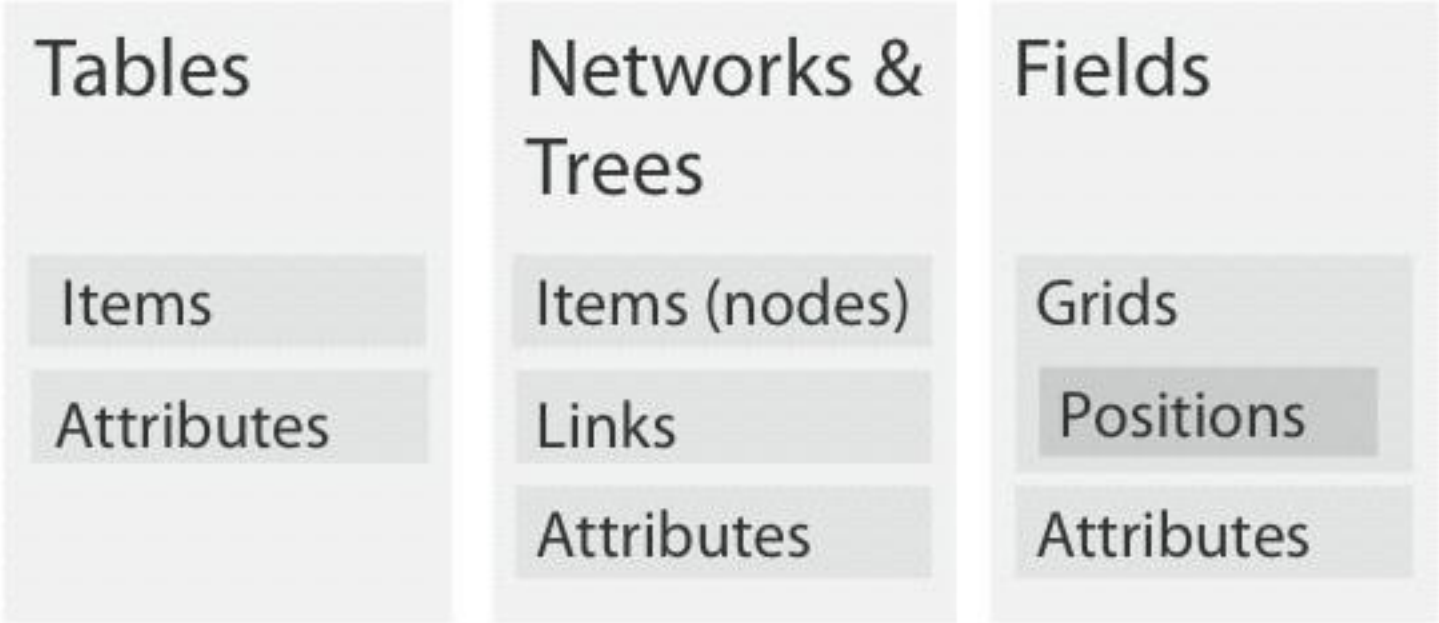 Tables
Items
Attributes
Networks &
Trees
Items (nodes)
Links
Attributes
Fields
Grids
Positions
Attributes